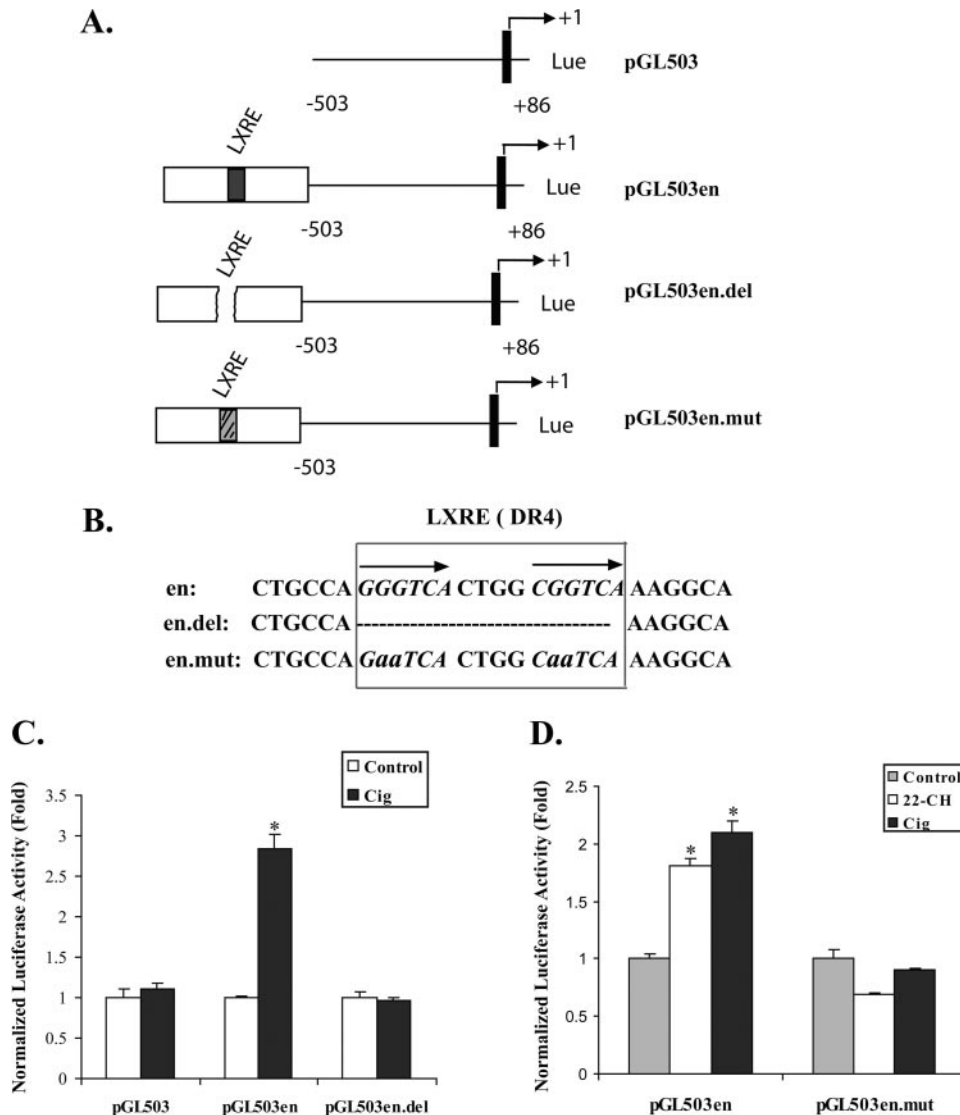 A.
+1
Lue
pGL503
-503
+86
LXRE
+1
Lue
pGL503en
-503
+86
LXRE
+1
Lue
pGL503en.del
-503
+86
LXRE
+1
Lue
pGL503en.mut
-503
B.
LXRE ( DR4)
en: CTGCCA GGGTCA CTGG CGGTCA AAGGCA
en.del: CTGCCA -------------------------------- AAGGCA
en.mut: CTGCCA GaaTCA CTGG CaaTCA AAGGCA
C.
Control
Cig
Normalized Luciferase Activity (Fold)
3.5
3
2.5
2
1.5
1
0.5
0
*
pGL503 pGL503en pGL503en.del
D.
Control
22-CH
Cig
Normalized Luciferase Activity (Fold)
2.5
2
1.5
1
0.5
0
* *
pGL503en pGL503en.mut